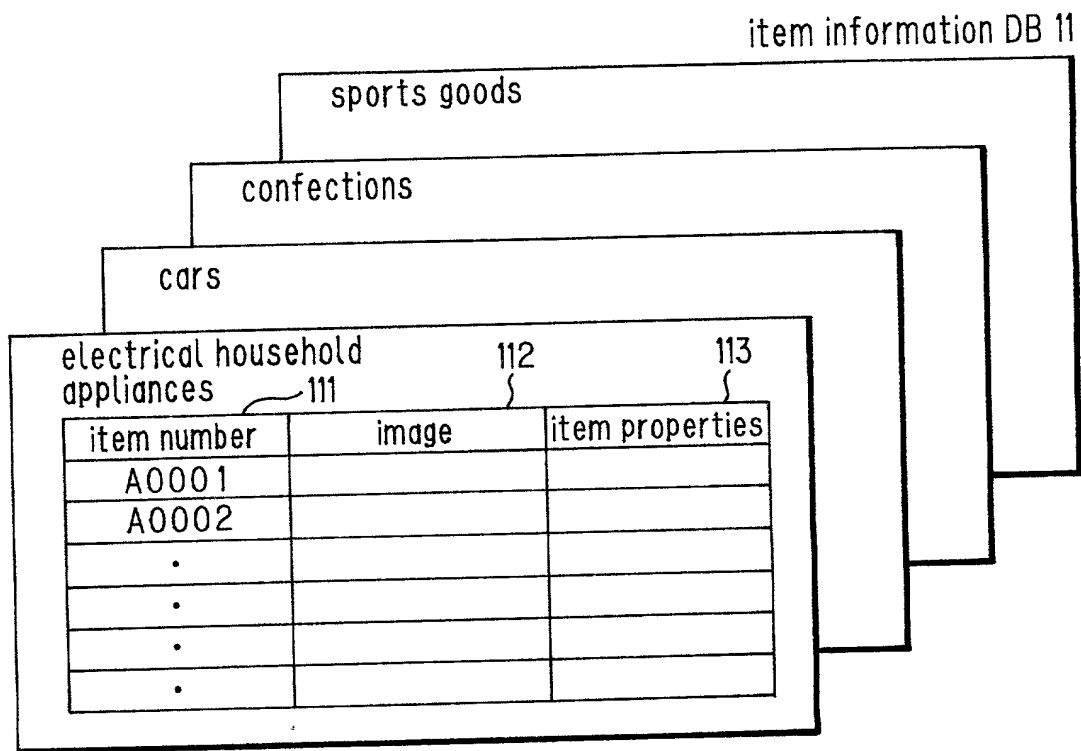 item information DB 11
sports goods
confections
cars
electrical household
appliances
111
112
113
item number image item properties
A0001
A0002